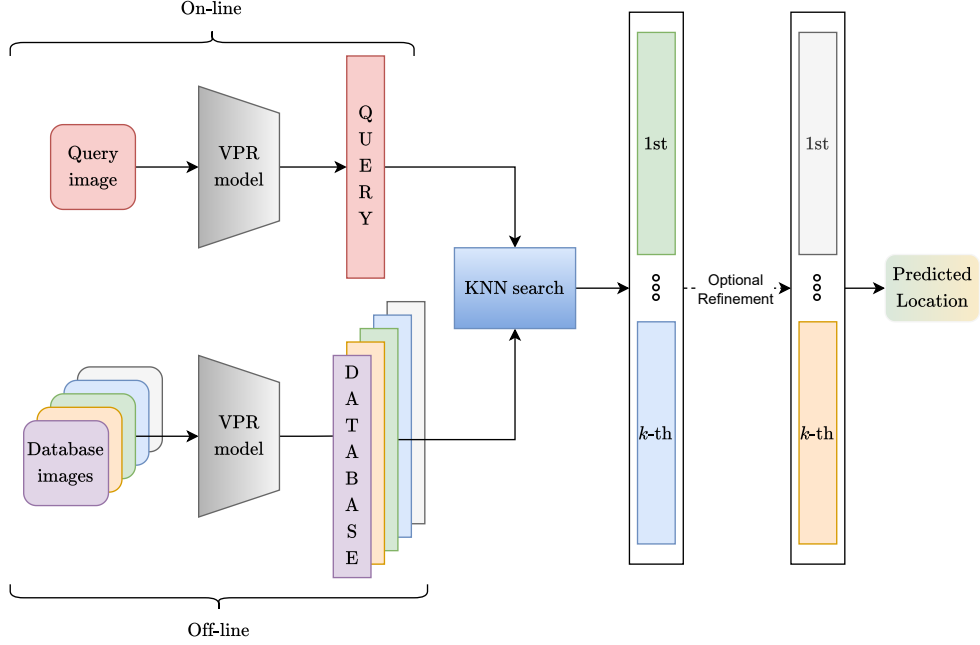 On-line
Query
image
VPR
model
Q
U
E
R
Y
KNN search
1st
k-th
Optional
Refinement
1st
k-th
Predicted
Location
Database
images
VPR
model
D
A
T
A
B
A
S
E
Off-line